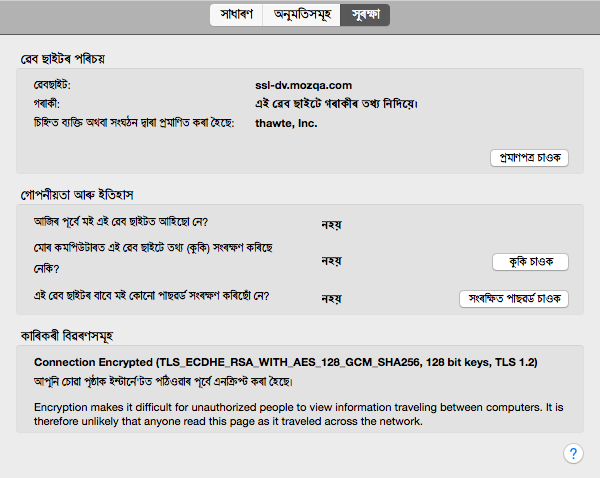 সাধাৰণ অনুমতিসমূহ সুৰক্ষা
ৱেব ছাইটৰ পৰিচয়
ৱেবছাইট: ssl-dv.mozqa.com
গৰাকী: এই ৱেব ছাইটে গৰাকীৰ তথ্য নিদিয়ে।
চিহ্নিত ব্যক্তি অথবা সংঘঠন দ্বাৰা প্ৰমাণিত কৰা হৈছে: thawte, Inc.
প্ৰমাণপত্ৰ চাওক
গোপনীয়তা আৰু ইতিহাস
আজিৰ পূৰ্বে মই এই ৱেব ছাইটত আহিছো নে? নহয়
মোৰ কমপিউটাৰত এই ৱেব ছাইটে তথ্য (কুকি) সংৰক্ষণ কৰিছে
নেকি? নহয় কুকি চাওক
এই ৱেব ছাইটৰ বাবে মই কোনো পাছৱৰ্ড সংৰক্ষণ কৰিছোঁ নে? নহয় সংৰক্ষিত পাছৱৰ্ড চাওক
কাৰিকৰী বিৱৰণসমূহ
Connection Encrypted (TLS_ECDHE_RSA_WITH_AES_128_GCM_SHA256, 128 bit keys, TLS 1.2)
আপুনি চোৱা পৃষ্ঠাক ইন্টাৰ্নেটত পঠিওৱাৰ পূৰ্বে এনক্ৰিপ্ট কৰা হৈছে।
Encryption makes it difficult for unauthorized people to view information traveling between computers. It is
therefore unlikely that anyone read this page as it traveled across the network.
?